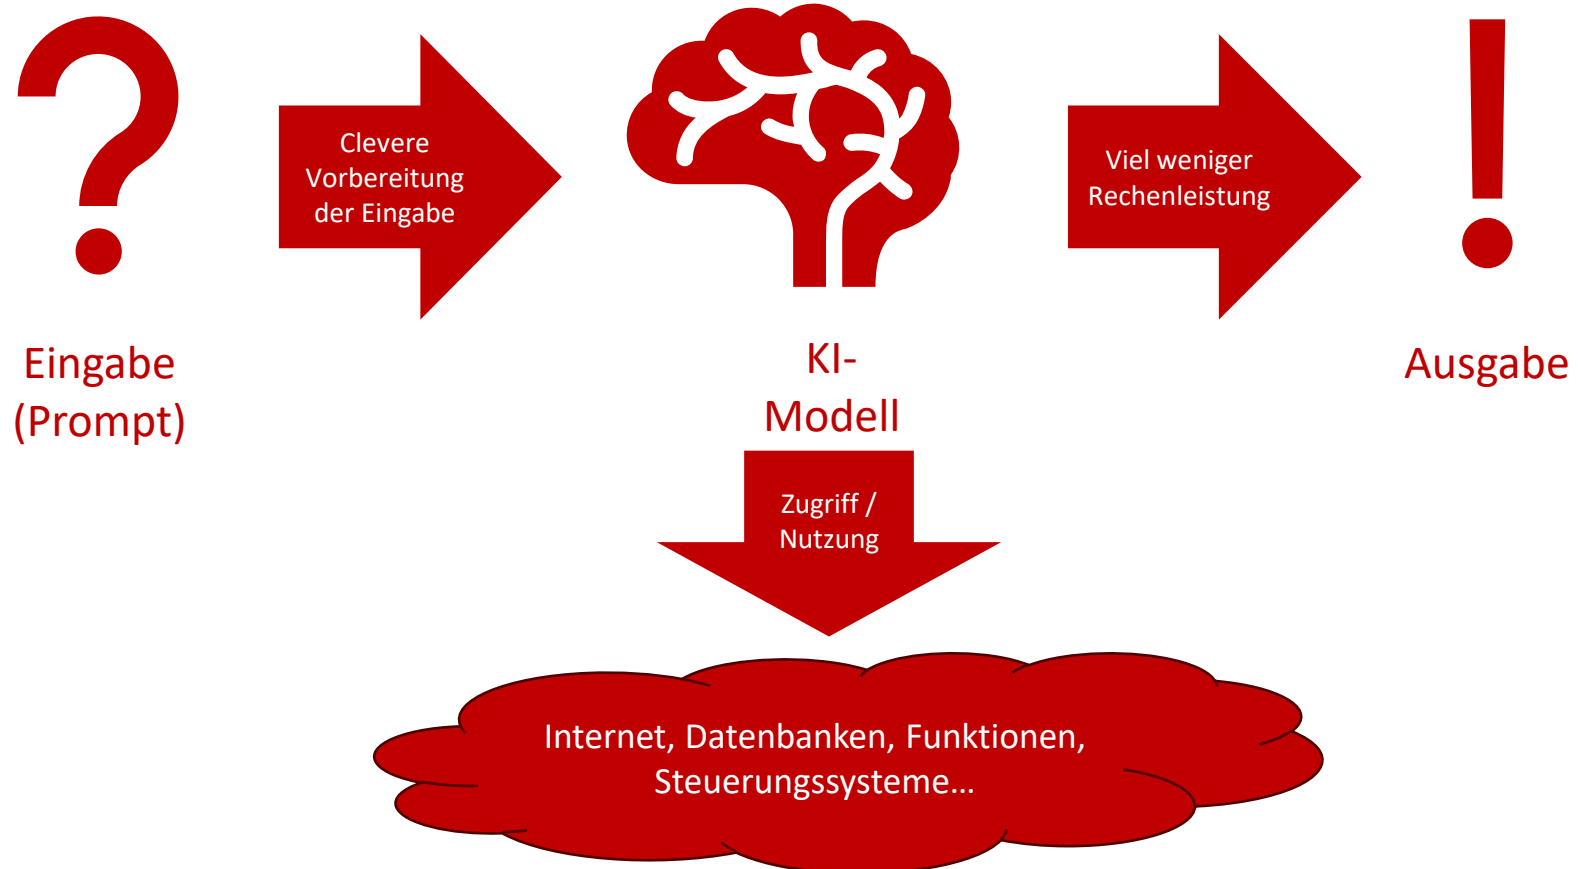 Clevere
Vorbereitung
der Eingabe
Viel weniger
Rechenleistung
Eingabe
(Prompt)
KI-
Modell
Ausgabe
Zugriff /
Nutzung
Internet, Datenbanken, Funktionen,
Steuerungssysteme…